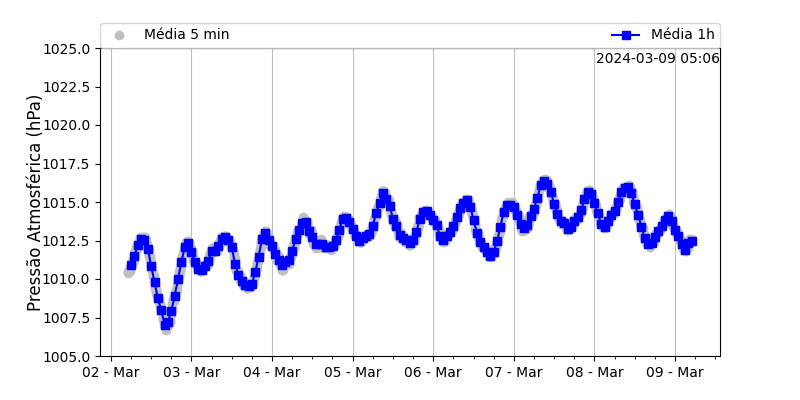 Média 5 min
Média 1h
2024-03-09 05:06
Pressão Atmosférica (hPa)
1025.0
1022.5
1020.0
1017.5
1015.0
1012.5
1010.0
1007.5
1005.0
02 - Mar 03 - Mar 04 - Mar 05 - Mar 06 - Mar 07 - Mar 08 - Mar 09 - Mar